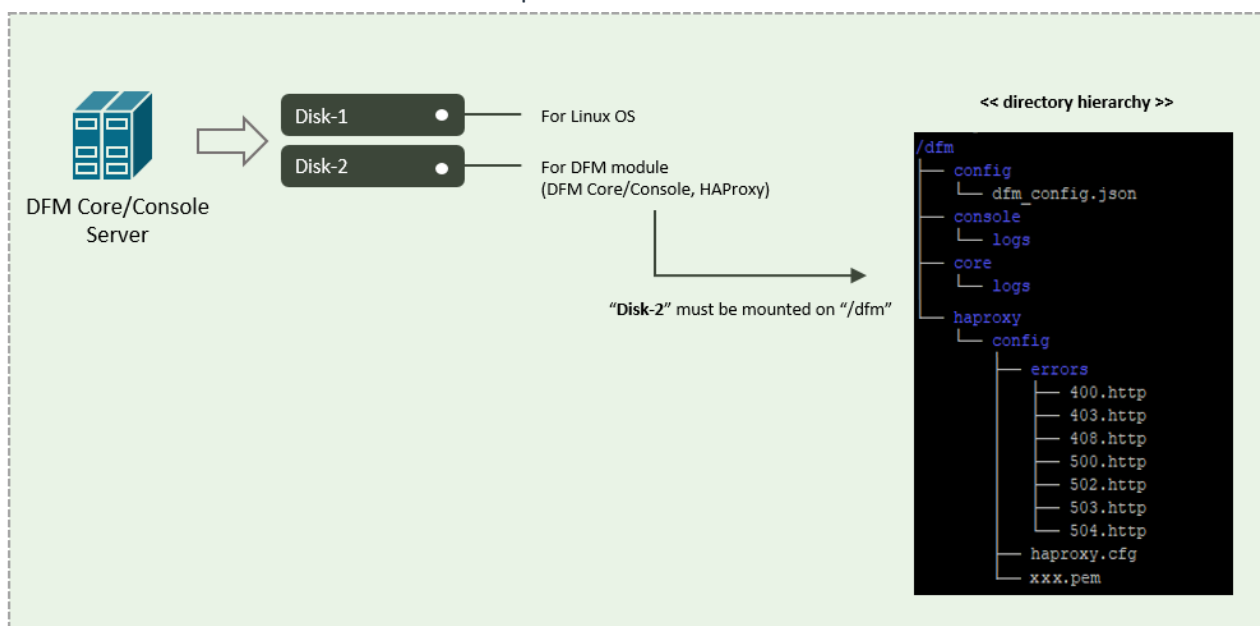 DFM Core/Console
Server
Disk-1
Disk-2
For Linux OS
For DFM module
(DFM Core/Console, HAProxy)
“Disk-2” must be mounted on “/dfm”
<< directory hierarchy >>
/dfm
config
dfm_config.json
console
logs
core
logs
haproxy
config
errors
400.http
403.http
408.http
500.http
502.http
503.http
504.http
haproxy.cfg
xxx.pem